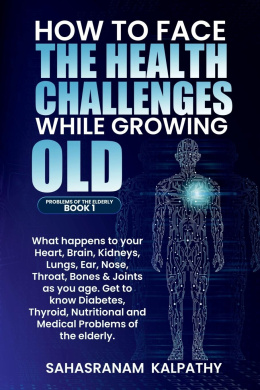 HOW TO FACE
THE HEALTH
CHALLENGES
WHILE GROWING
OLD
PROBLEMS OF THE ELDERLY
BOOK 1
What happens to your
Heart, Brain, Kidneys,
Lungs, Ear, Nose,
Throat, Bones & Joints
as you age. Get to
know Diabetes,
Thyroid, Nutritional and
Medical Problems of
the elderly.
SAHASRANAM KALPATHY